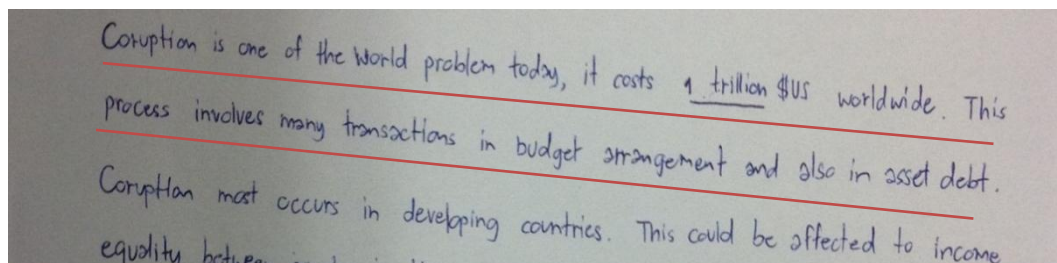 Coruption is one of the World problem today, it costs 1 trillion $US worldwide. This
process involves many transactions in budget arrangement and also in asset debt.
Coruption most occurs in developing countries. This could be affected to income
equality between